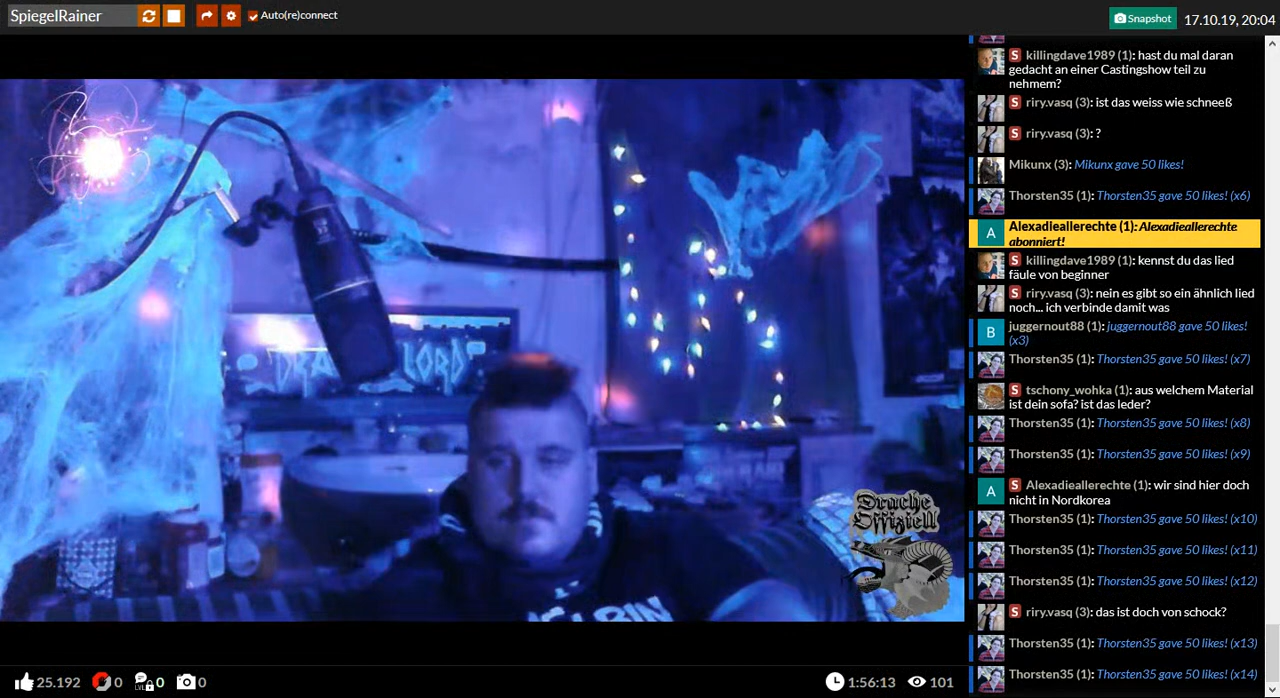 SpiegelRainer
Auto(re)connect
Snapshot
17.10.19, 20:04
S killingdave1989 (1): hast du mal daran
gedacht an einer Castingshow teil zu
nehmem?
S riry.vasq (3): ist das weiss wie schneeß
S riry.vasq (3): ?
Mikunx (3): Mikunx gave 50 likes!
Thorsten35 (1): Thorsten35 gave 50 likes! (x6)
A Alexadieallerechte (1): Alexadieallerechte
abonniert!
S killingdave1989 (1): kennst du das lied
fäule von beginner
S riry.vasq (3): nein es gibt so ein ähnlich lied
noch... ich verbinde damit was
B juggernout88 (1): juggernout88 gave 50 likes!
(x3)
Thorsten35 (1): Thorsten35 gave 50 likes! (x7)
S tschony_wohka (1): aus welchem Material
ist dein sofa? ist das leder?
Thorsten35 (1): Thorsten35 gave 50 likes! (x8)
Thorsten35 (1): Thorsten35 gave 50 likes! (x9)
A S Alexadieallerechte (1): wir sind hier doch
nicht in Nordkorea
Thorsten35 (1): Thorsten35 gave 50 likes! (x10)
Thorsten35 (1): Thorsten35 gave 50 likes! (x11)
Thorsten35 (1): Thorsten35 gave 50 likes! (x12)
S riry.vasq (3): das ist doch von schock?
Thorsten35 (1): Thorsten35 gave 50 likes! (x13)
Thorsten35 (1): Thorsten35 gave 50 likes! (x14)
LORD
Drache
Offiziell
25.192
0
0
0
1:56:13
101